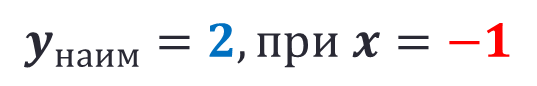 yнаим = 2, при x = −1